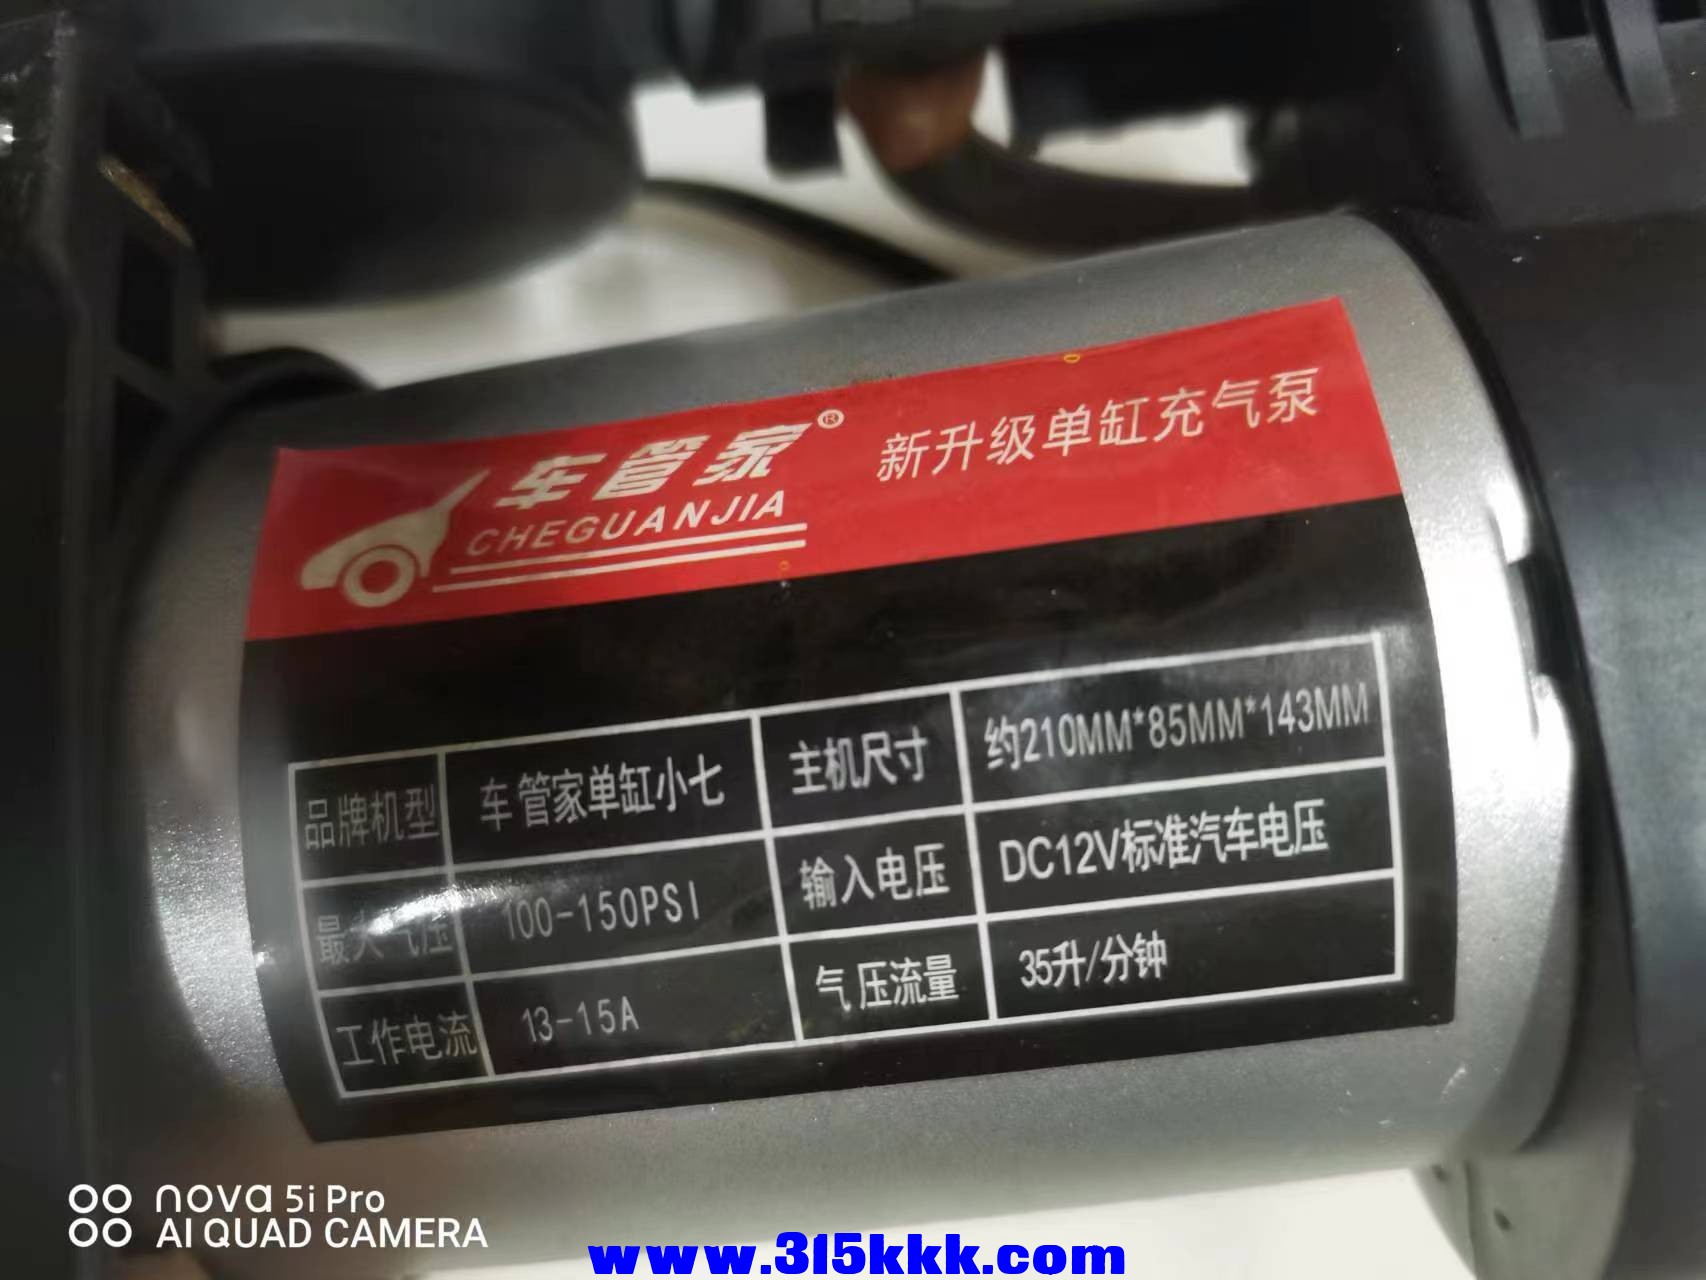 车管家®
CHEGUANJIA
新升级单缸充气泵
品牌机型 车管家单缸小七 主机尺寸 约210MM*85MM*143MM
最大气压 100-150PSI 输入电压 DC12V标准汽车电压
工作电流 13-15A 气压流量 35升/分钟
nova 5i Pro
AI QUAD CAMERA
www.315kkk.com